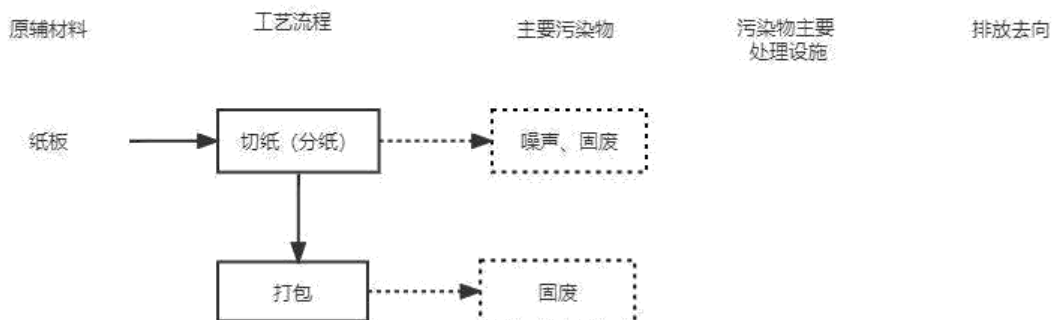 原辅材料
工艺流程
主要污染物
污染物主要
处理设施
排放去向
纸板
切纸（分纸）
噪声、固废
打包
固废